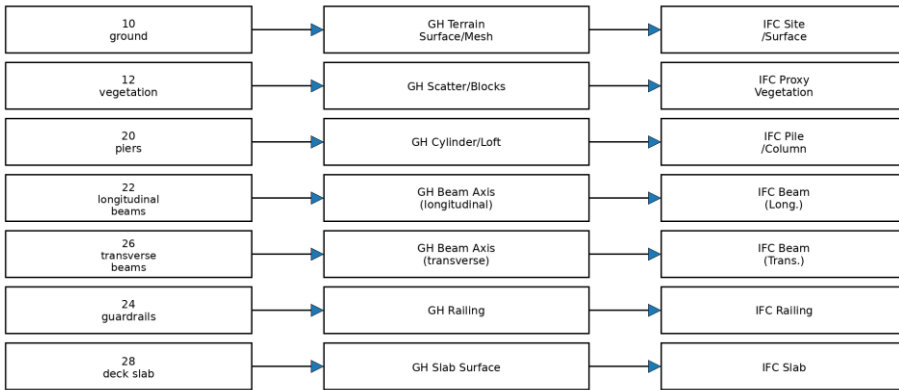 10
ground
GH Terrain
Surface/Mesh
IFC Site
/Surface
12
vegetation
GH Scatter/Blocks
IFC Proxy
Vegetation
20
piers
GH Cylinder/Loft
IFC Pile
/Column
22
longitudinal
beams
GH Beam Axis
(longitudinal)
IFC Beam
(Long.)
26
transverse
beams
GH Beam Axis
(transverse)
IFC Beam
(Trans.)
24
guardrails
GH Railing
IFC Railing
28
deck slab
GH Slab Surface
IFC Slab